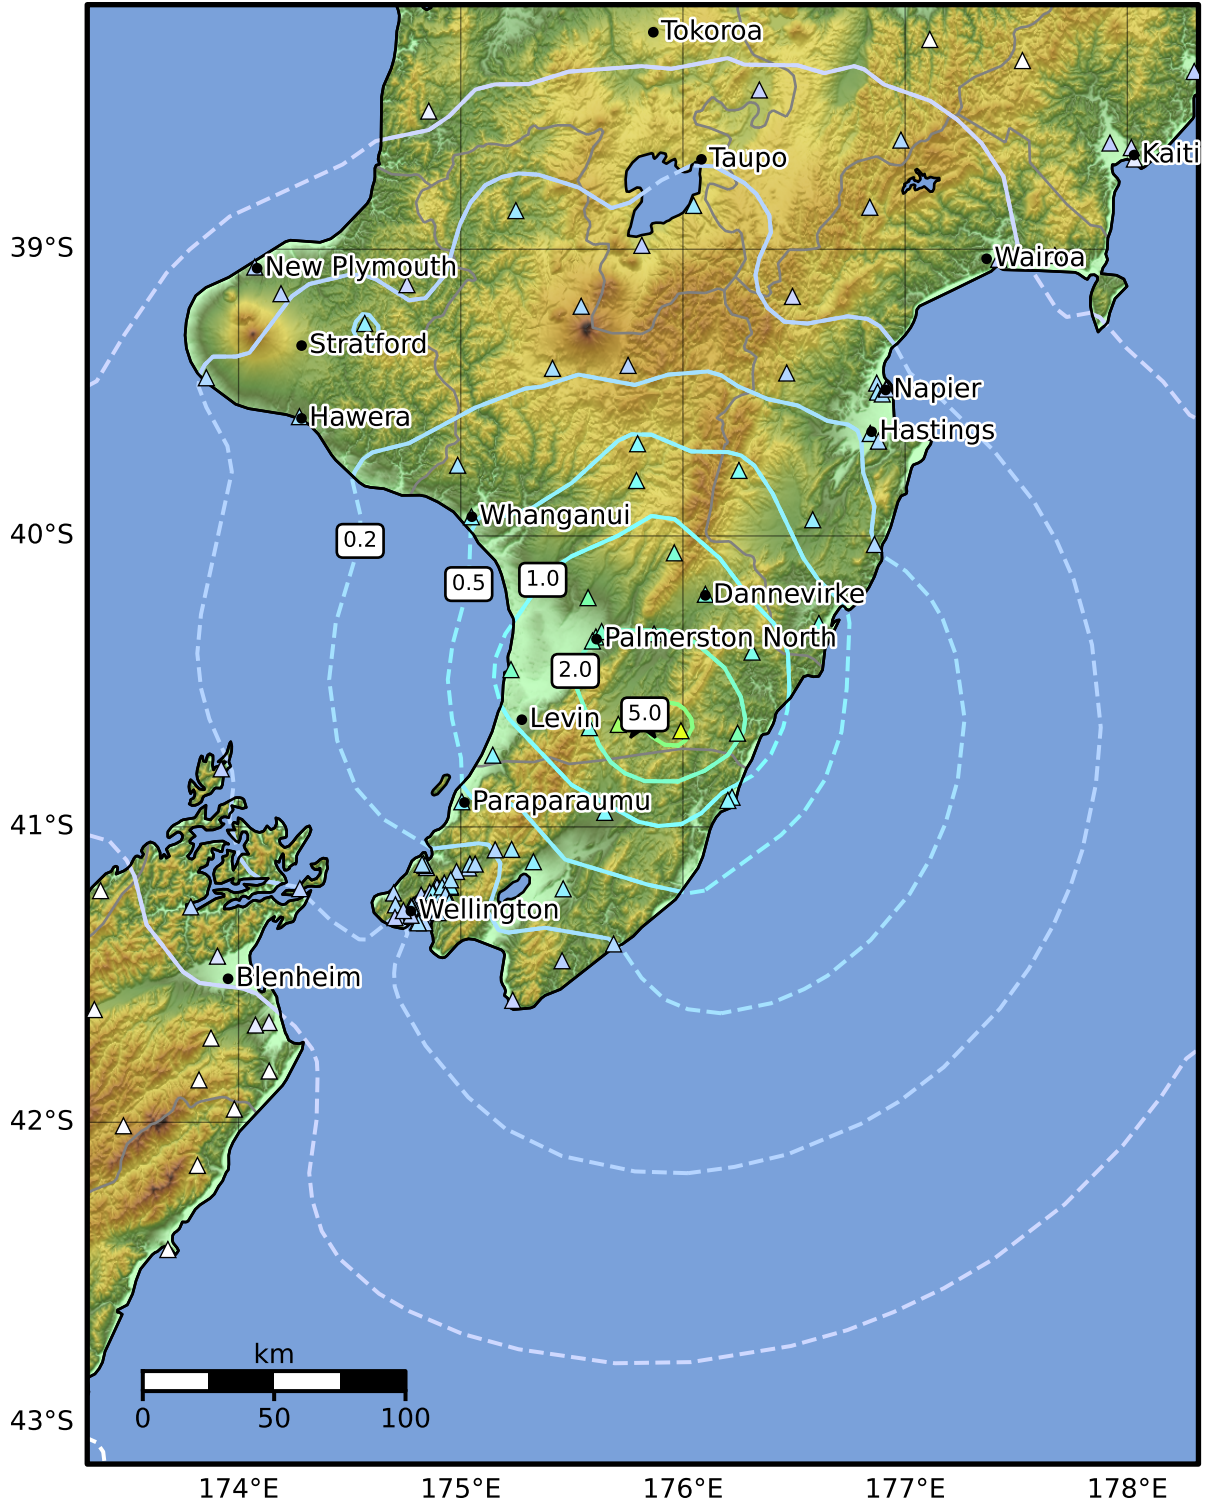 Tokoroa
Taupo
Kaiti
39°S
Wairoa
New Plymouth
Stratford
Napier
Hawera
Hastings
Whanganui
40°S
0.2
0.5
1.0
Dannevirke
Palmerston North
2.0
5.0
Levin
Paraparaumu
41°S
Wellington
Blenheim
42°S
km
0 50 100
43°S
174°E 175°E 176°E 177°E 178°E